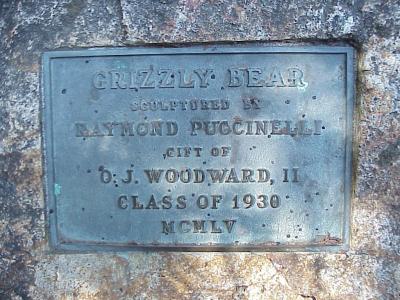 GRIZZLY BEAR
SCULPTURED BY
RAYMOND PUCCINELLI
GIFT OF
O. J. WOODWARD, II
CLASS OF 1930
MCMLV